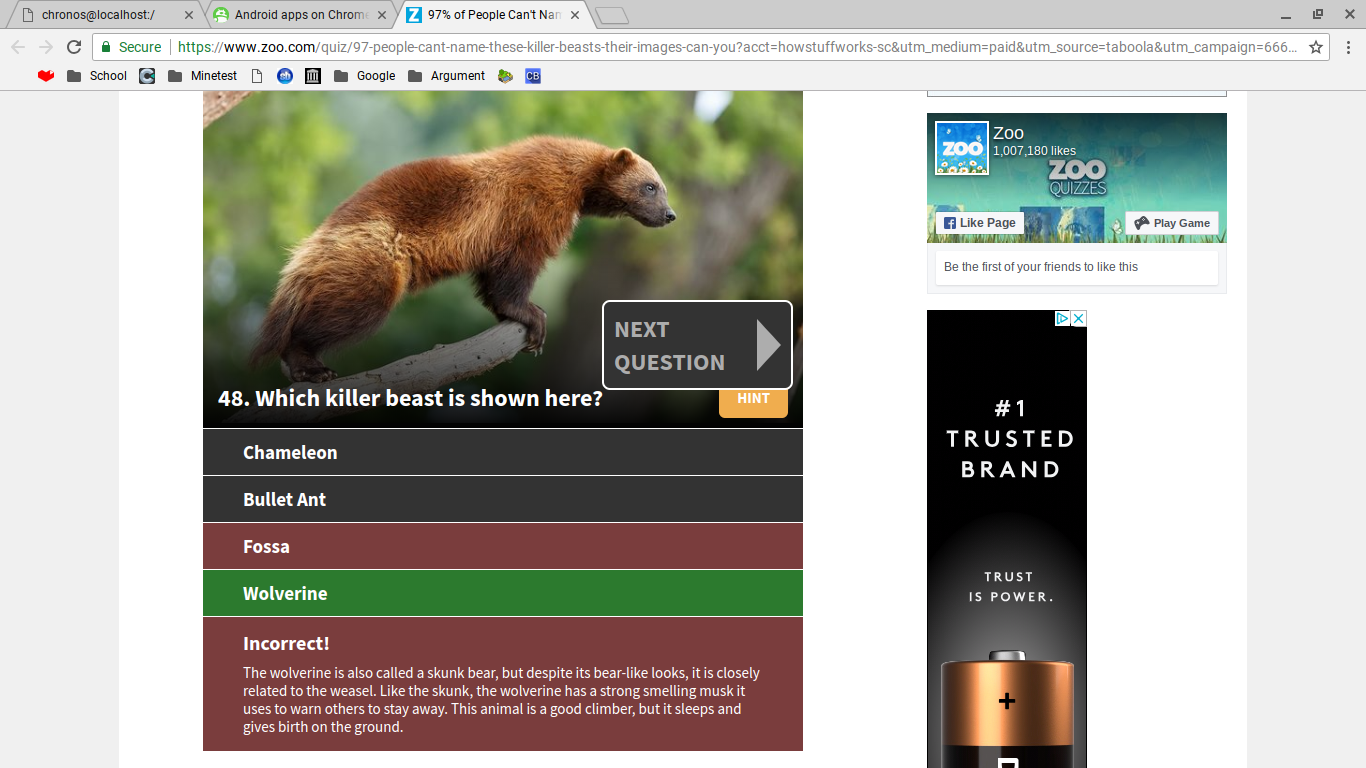 chronos@localhost:/
Android apps on Chrome
97% of People Can't Nam
Secure
https://www.zoo.com/quiz/97-people-cant-name-these-killer-beasts-their-images-can-you?acct=howstuffworks-sc&utm_medium=paid&utm_source=taboola&utm_campaign=666...
School
Minetest
Google
Argument
CB
NEXT
QUESTION
48. Which killer beast is shown here?
HINT
Chameleon
Bullet Ant
Fossa
Wolverine
Incorrect!
The wolverine is also called a skunk bear, but despite its bear-like looks, it is closely
related to the weasel. Like the skunk, the wolverine has a strong smelling musk it
uses to warn others to stay away. This animal is a good climber, but it sleeps and
gives birth on the ground.
ZOO
Zoo
1,007,180 likes
ZOO
QUIZZES
Like Page
Play Game
Be the first of your friends to like this
#1
TRUSTED
BRAND
TRUST
IS POWER.
+